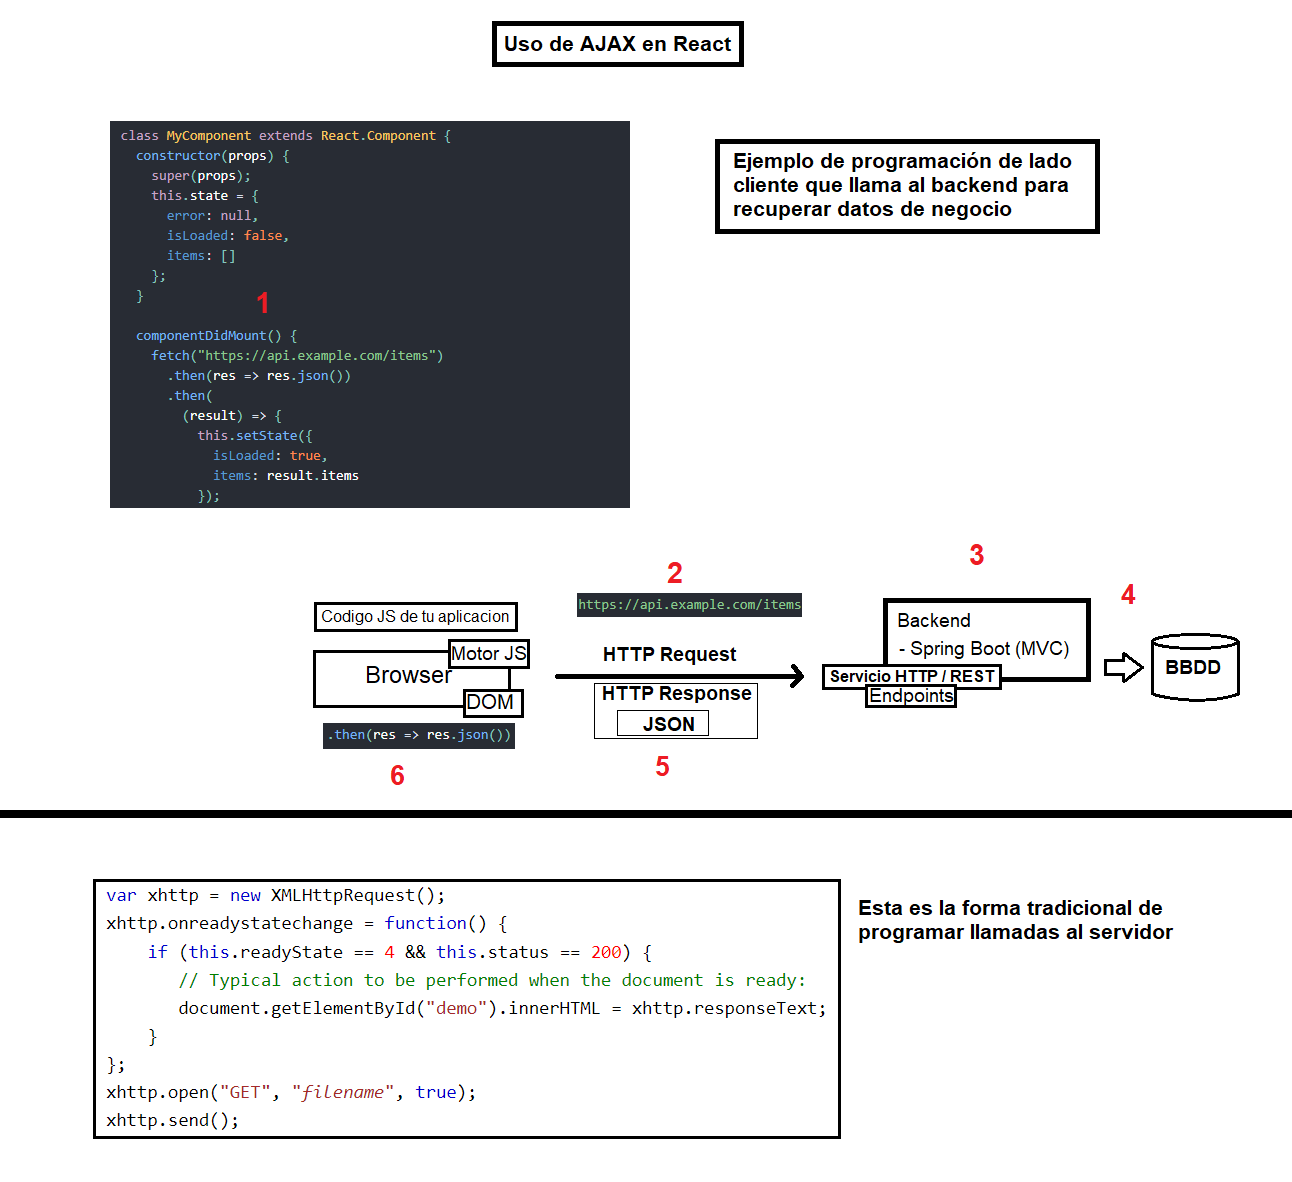 Uso de AJAX en React
class MyComponent extends React.Component {
constructor(props) {
super(props);
this.state = {
error: null,
isLoaded: false,
items: []
};
}
1
componentDidMount() {
fetch("https://api.example.com/items")
.then(res => res.json())
.then(
(result) => {
this.setState({
isLoaded: true,
items: result.items
});
Ejemplo de programación de lado
cliente que llama al backend para
recuperar datos de negocio
2
3
4
https://api.example.com/items
Codigo JS de tu aplicacion
Motor JS
Browser
DOM
.then(res => res.json())
6
HTTP Request
HTTP Response
JSON
5
Backend
- Spring Boot (MVC)
Servicio HTTP / REST
Endpoints
BBDD
var xhttp = new XMLHttpRequest();
xhttp.onreadystatechange = function() {
if (this.readyState == 4 && this.status == 200) {
// Typical action to be performed when the document is ready:
document.getElementById("demo").innerHTML = xhttp.responseText;
}
};
xhttp.open("GET", "filename", true);
xhttp.send();
Esta es la forma tradicional de
programar llamadas al servidor